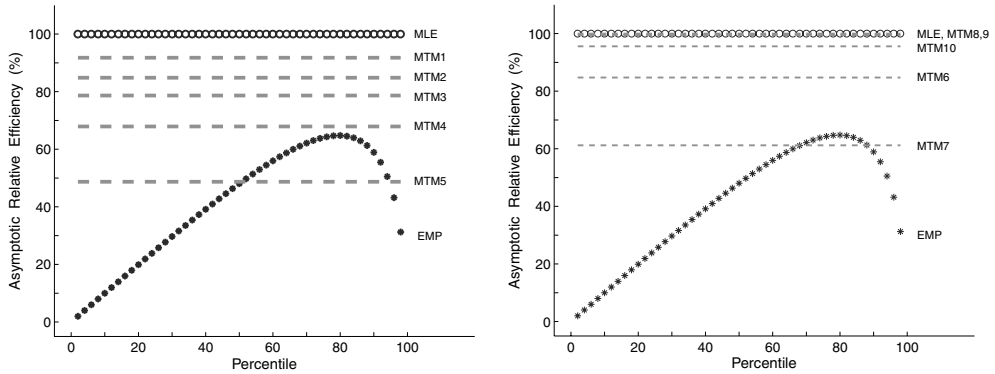 100
80
60
40
20
0
Asymptotic Relative Efficiency (%)
MLE
MTM1
MTM2
MTM3
MTM4
MTM5
EMP
0 20 40 60 80 100
Percentile
100
80
60
40
20
0
Asymptotic Relative Efficiency (%)
MLE, MTM8,9
MTM10
MTM6
MTM7
EMP
0 20 40 60 80 100
Percentile